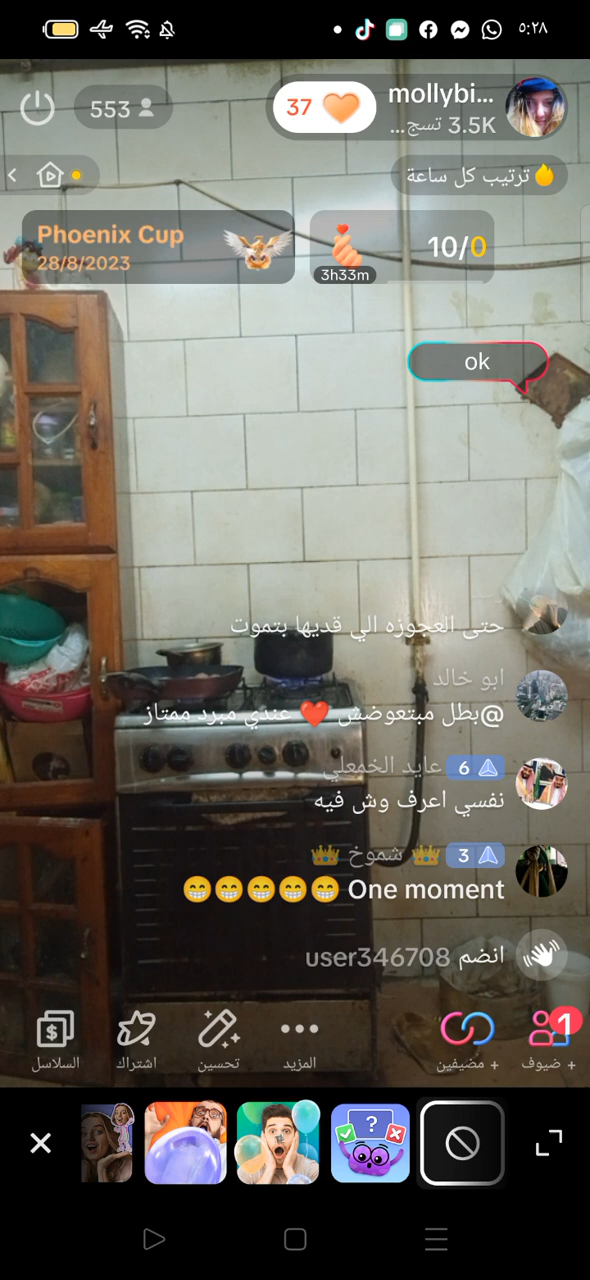 ٥:٢٨
mollybi...
3.5K تسج...
37
553
ترتيب كل ساعة
Phoenix Cup
28/8/2023
10/0
3h33m
ok
حتى العجوزه الي قديها بتموت
ابو خالد
@بطل مبتعوضش ❤️ عندي مبرد ممتاز
6 عايد الخمعلي
نفسي اعرف وش فيه
3 👑 شموخ 👑
One moment 😁😁😁😁😁
انضم user346708
1
+ ضيوف
+ مضيفين
المزيد
تحسين
اشتراك
السلاسل
?